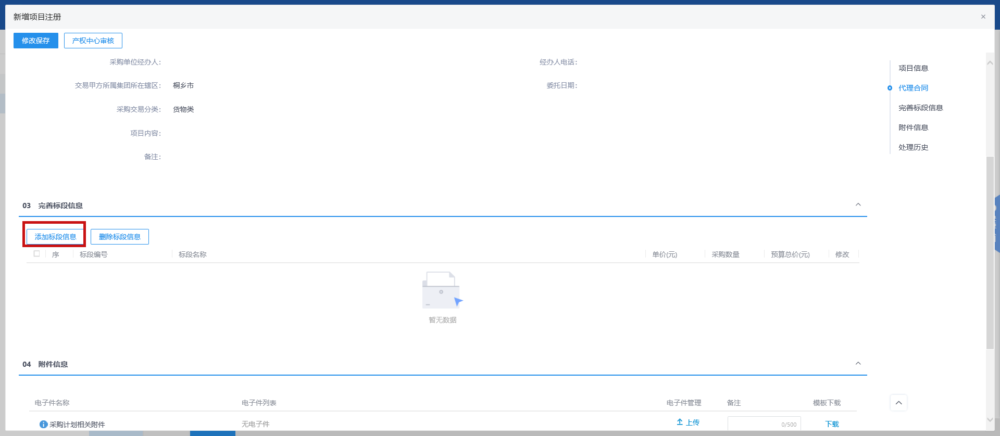 新增项目注册
×
修改保存 产权中心审核
采购单位经办人： 经办人电话：
交易甲方所属集团所在辖区： 桐乡市 委托日期：
采购交易分类： 货物类
项目内容：
备注：
项目信息
代理合同
完善标段信息
附件信息
处理历史
03 完善标段信息
添加标段信息 删除标段信息
序 标段编号 标段名称 单价(元) 采购数量 预算总价(元) 修改
暂无数据
04 附件信息
电子件名称 电子件列表 电子件管理 备注 模板下载
采购计划相关附件 无电子件 上传 0/500 下载